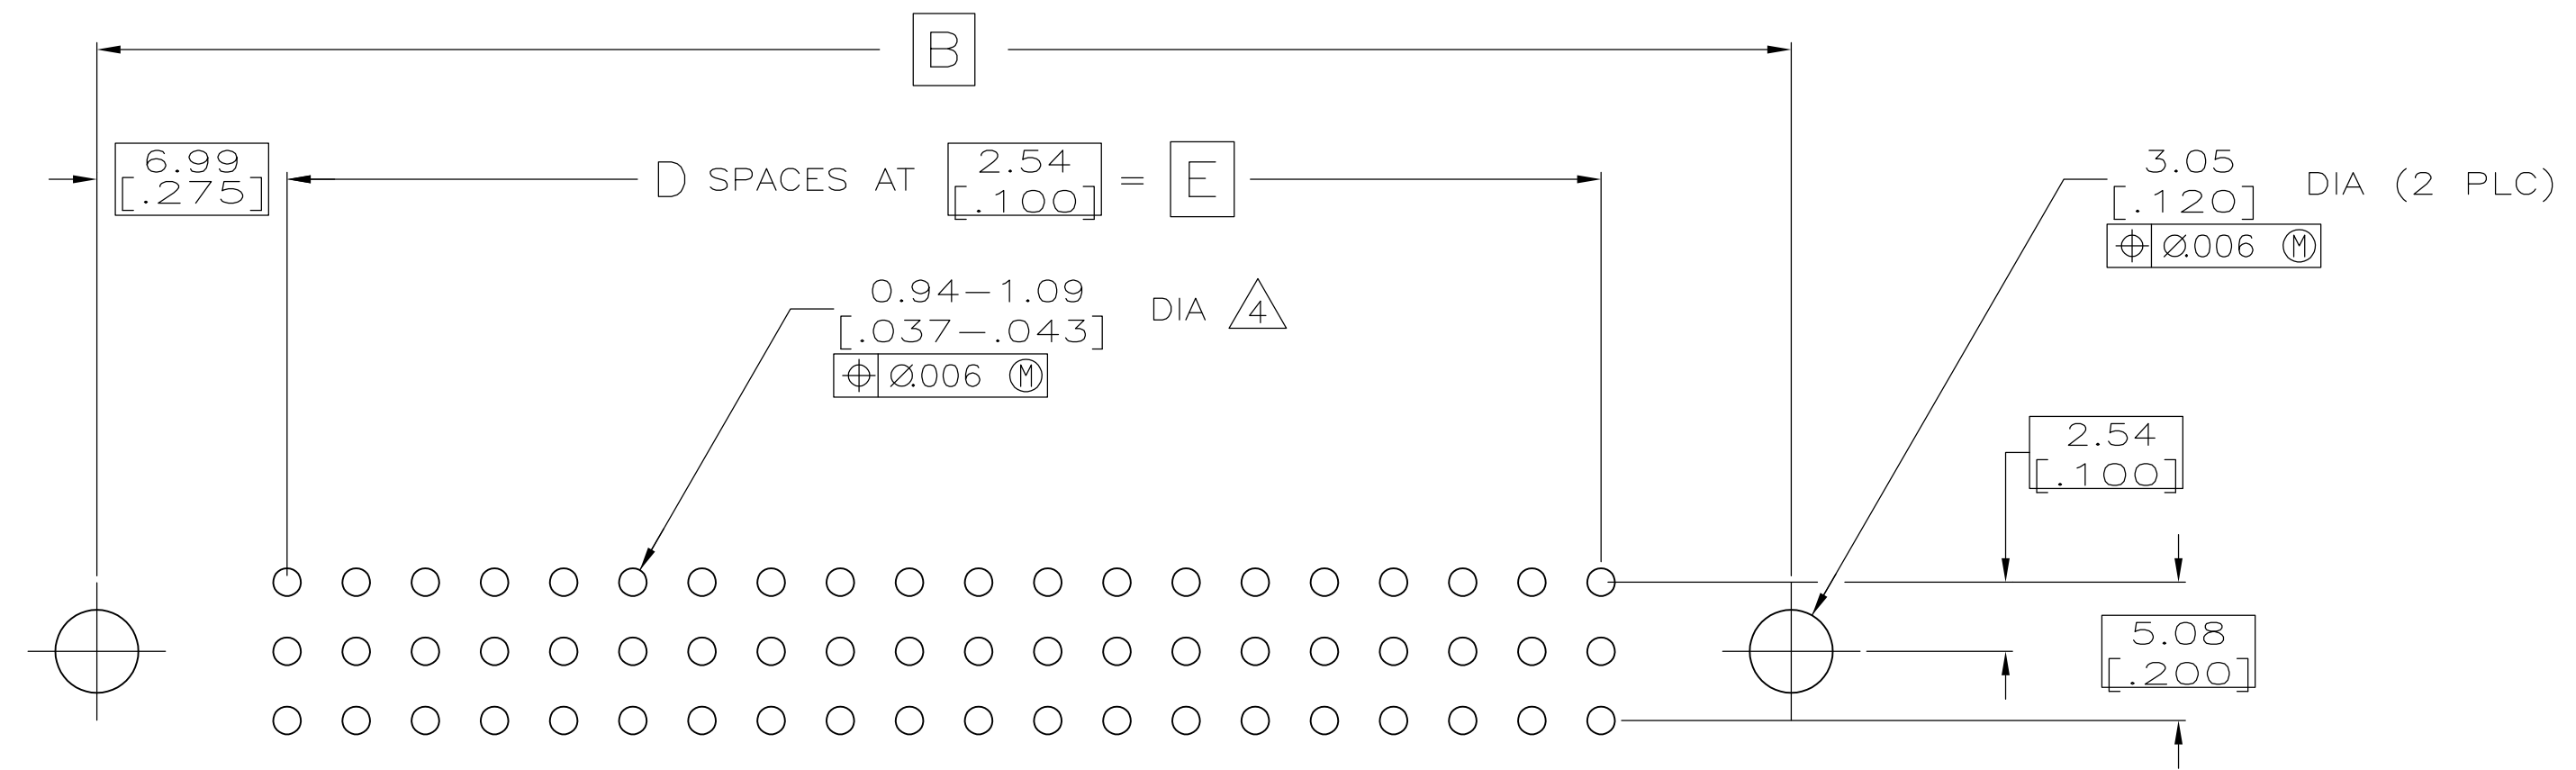 B
6.99
[.275]
D SPACES AT 2.54 [.100] = E
3.05
[.120] DIA (2 PLC)
⌖ Ø.006 Ⓜ
0.94-1.09
[.037-.043] DIA 4
⌖ Ø.006 Ⓜ
2.54
[.100]
5.08
[.200]